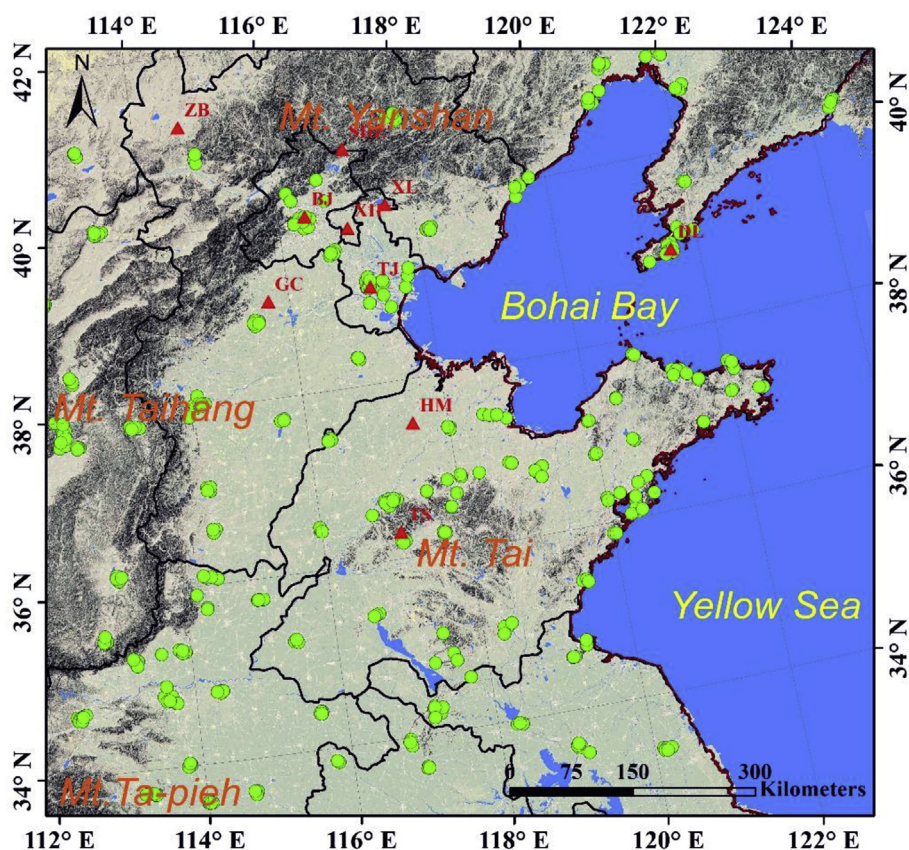 114° E 116° E 118° E 120° E 122° E 124° E
42° N
40° N
38° N
36° N
34° N
N
ZB
Mt. Yanshan
XL
BJ
TJ
GC
DL
Bohai Bay
Mt. Taihang
HM
TS
Mt. Tai
Yellow Sea
Mt.Ta-pieh
0 75 150 300
Kilometers
40° N
38° N
36° N
34° N
112° E 114° E 116° E 118° E 120° E 122° E